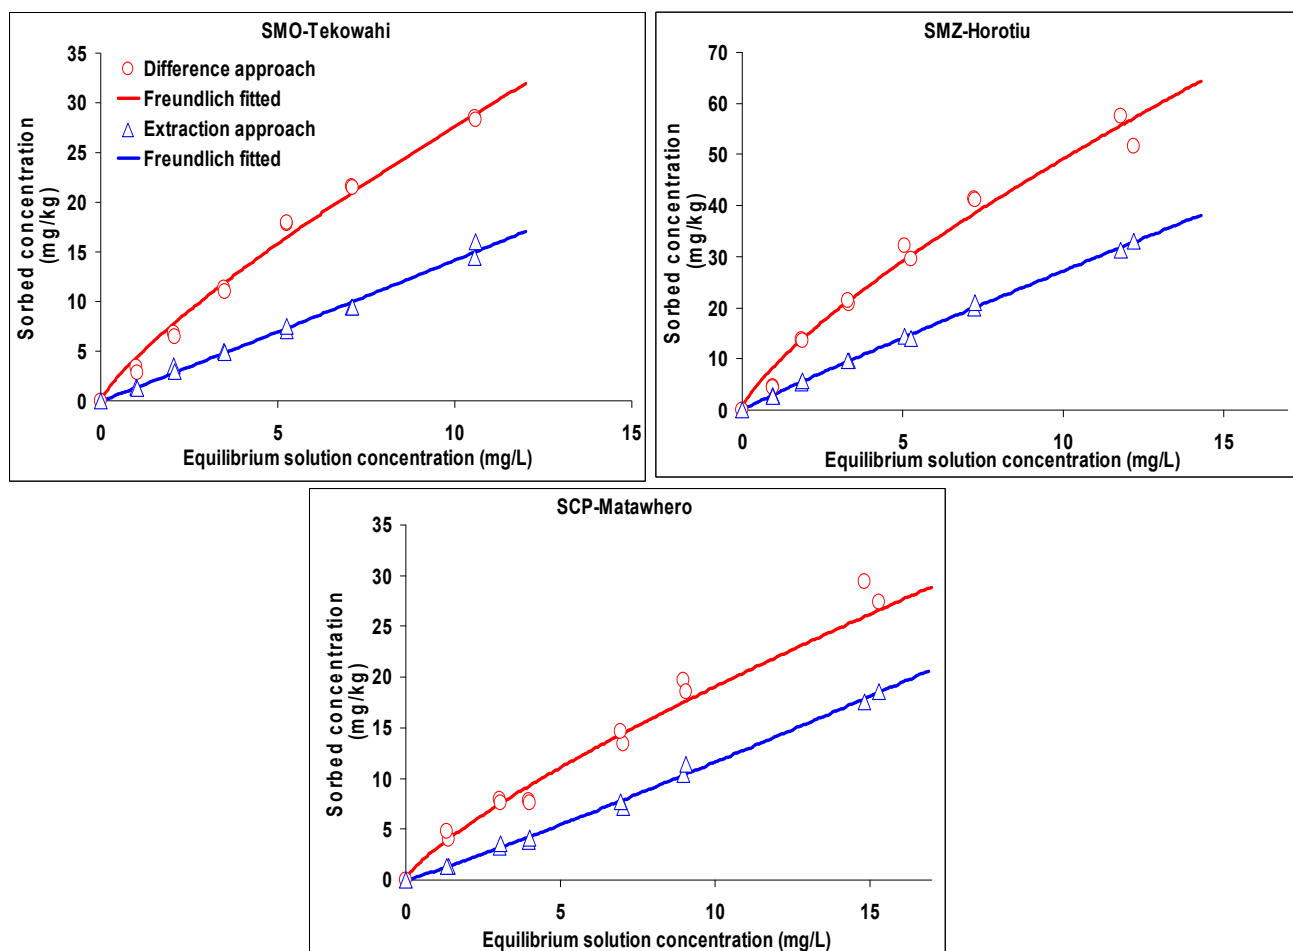 SMO-Tekowahi
35
30
25
20
15
10
5
0
Sorbed concentration
(mg/kg)
Difference approach
Freundlich fitted
Extraction approach
Freundlich fitted
0 5 10 15
Equilibrium solution concentration (mg/L)
SMZ-Horotiu
70
60
50
40
30
20
10
0
Sorbed concentration
(mg/kg)
0 5 10 15
Equilibrium solution concentration (mg/L)
SCP-Matawhero
35
30
25
20
15
10
5
0
Sorbed concentration
(mg/kg)
0 5 10 15
Equilibrium solution concentration (mg/L)